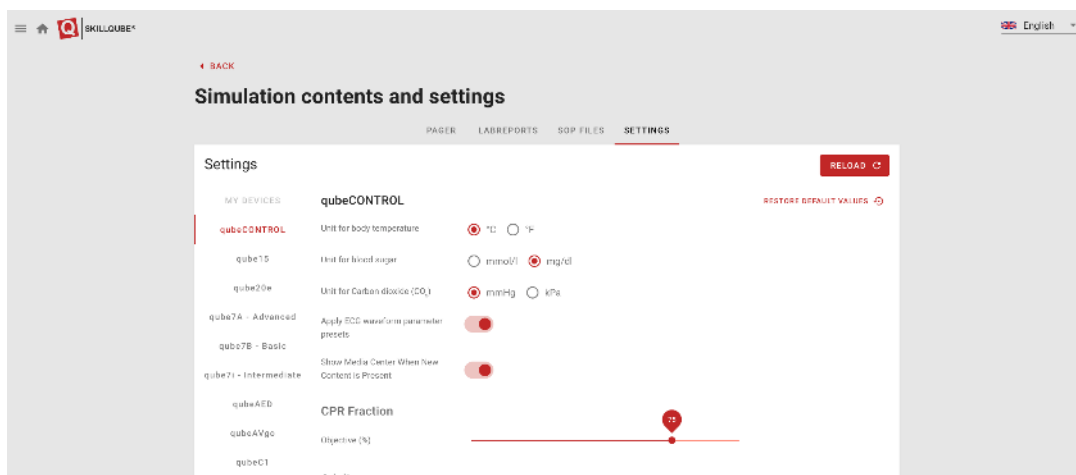 SKILLQUBE®
English
BACK
Simulation contents and settings
PAGER LABREPORTS SOP FILES SETTINGS
Settings
RELOAD
MY DEVICES
qubeCONTROL
RESTORE DEFAULT VALUES
qubeCONTROL
Unit for body temperature
°C °F
qube15
Unit for blood sugar
mmol/l mg/dl
qube20e
Unit for Carbon dioxide (CO₂)
mmHg kPa
qube7A - Advanced
Apply ECG waveform parameter
presets
qube7B - Basic
Show Media Center When New
Content is Present
qube7i - Intermediate
qubeAED
CPR Fraction
75
qubeAVgo
Objective (%)
qubeC1